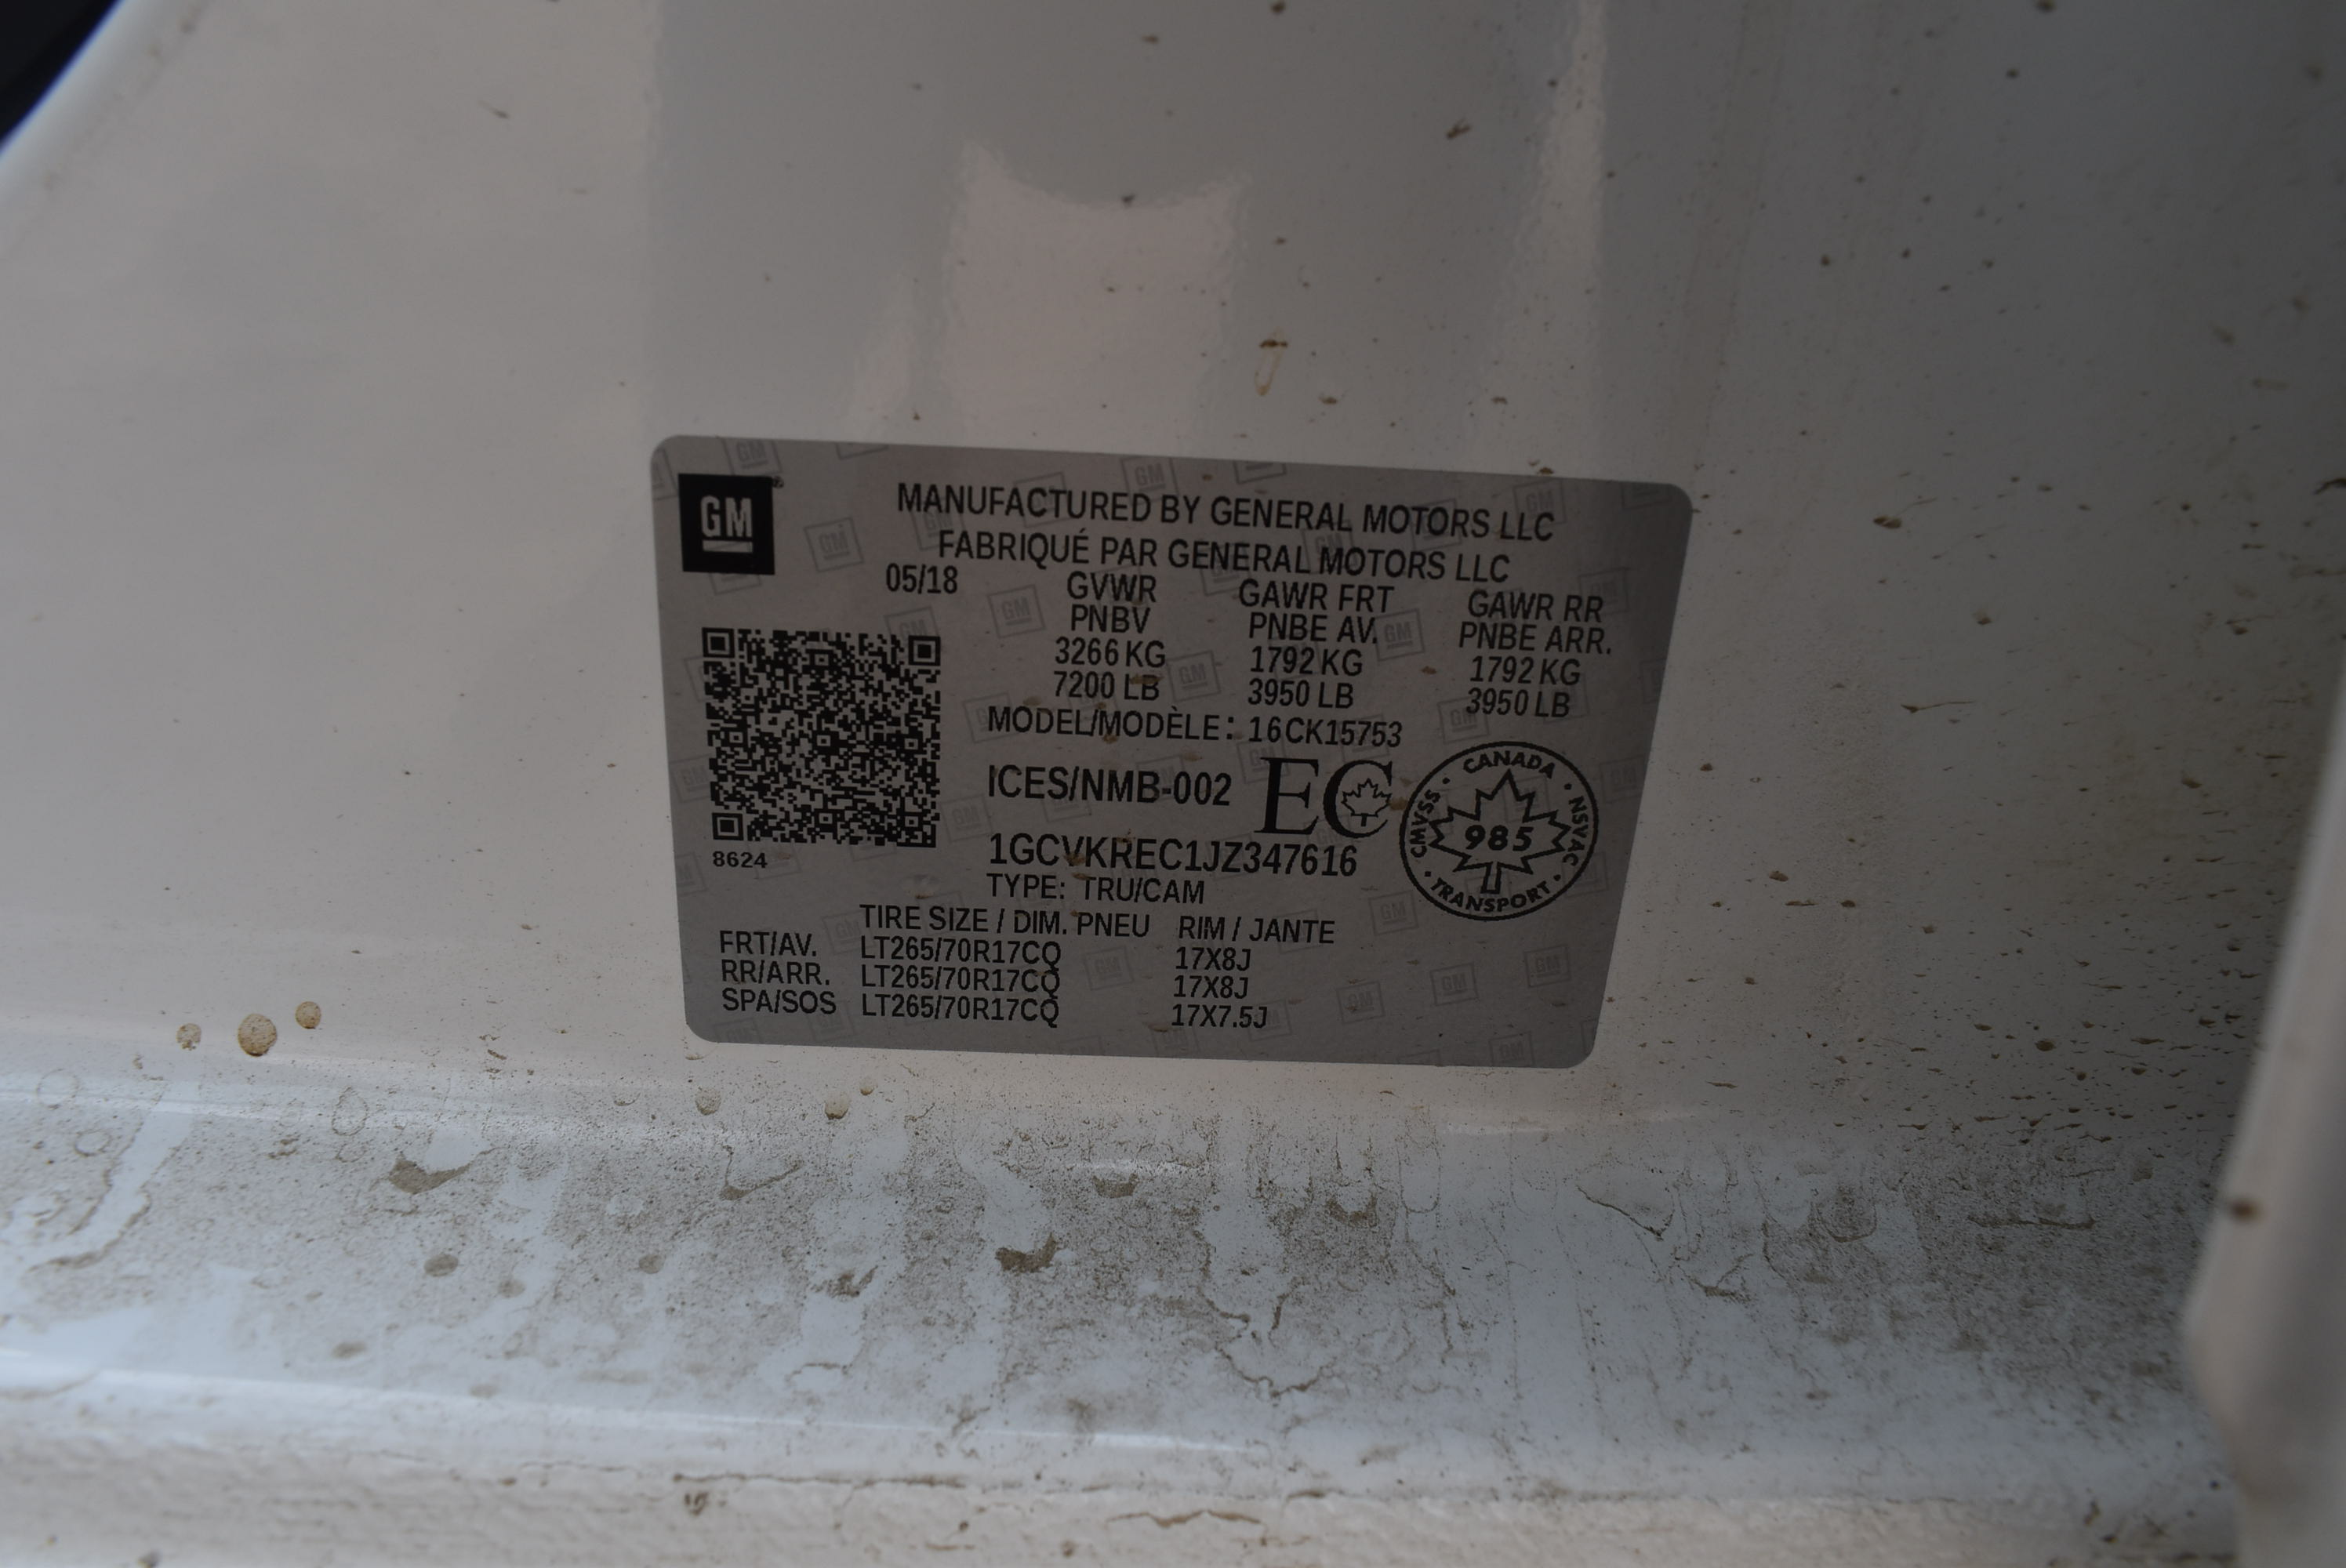 GM
MANUFACTURED BY GENERAL MOTORS LLC
FABRIQUÉ PAR GENERAL MOTORS LLC
05/18 GVWR GAWR FRT GAWR RR
PNBV PNBE AV. PNBE ARR.
3266 KG 1792 KG 1792 KG
7200 LB 3950 LB 3950 LB
MODEL/MODÈLE: 16CK15753
ICES/NMB-002 EC
CANADA
CMVSS 985 NSVAC
TRANSPORT
8624
1GCVKREC1JZ347616
TYPE: TRU/CAM
TIRE SIZE / DIM. PNEU RIM / JANTE
FRT/AV. LT265/70R17CQ 17X8J
RR/ARR. LT265/70R17CQ 17X8J
SPA/SOS LT265/70R17CQ 17X7.5J